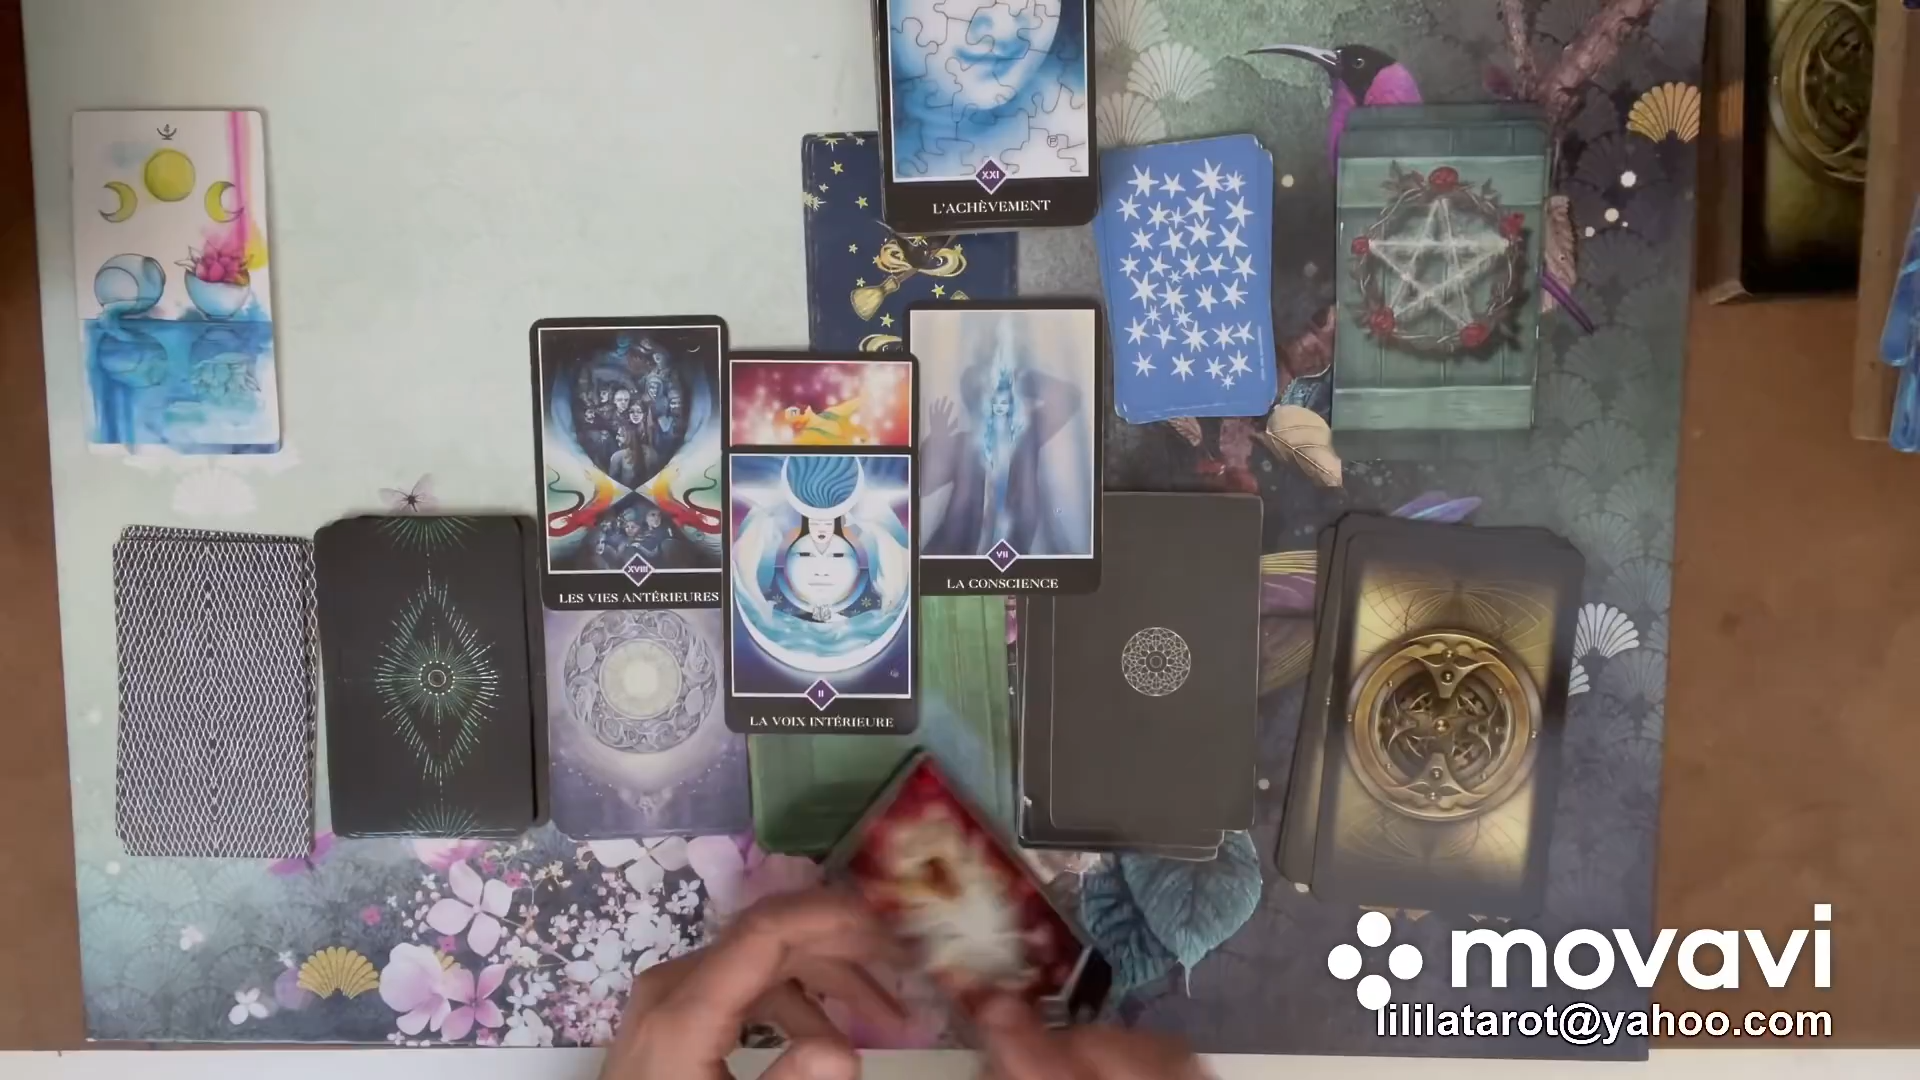 XXI
L'ACHÈVEMENT
XVIII
LES VIES ANTÉRIEURES
VII
LA CONSCIENCE
II
LA VOIX INTÉRIEURE
movavi
lililatarot@yahoo.com